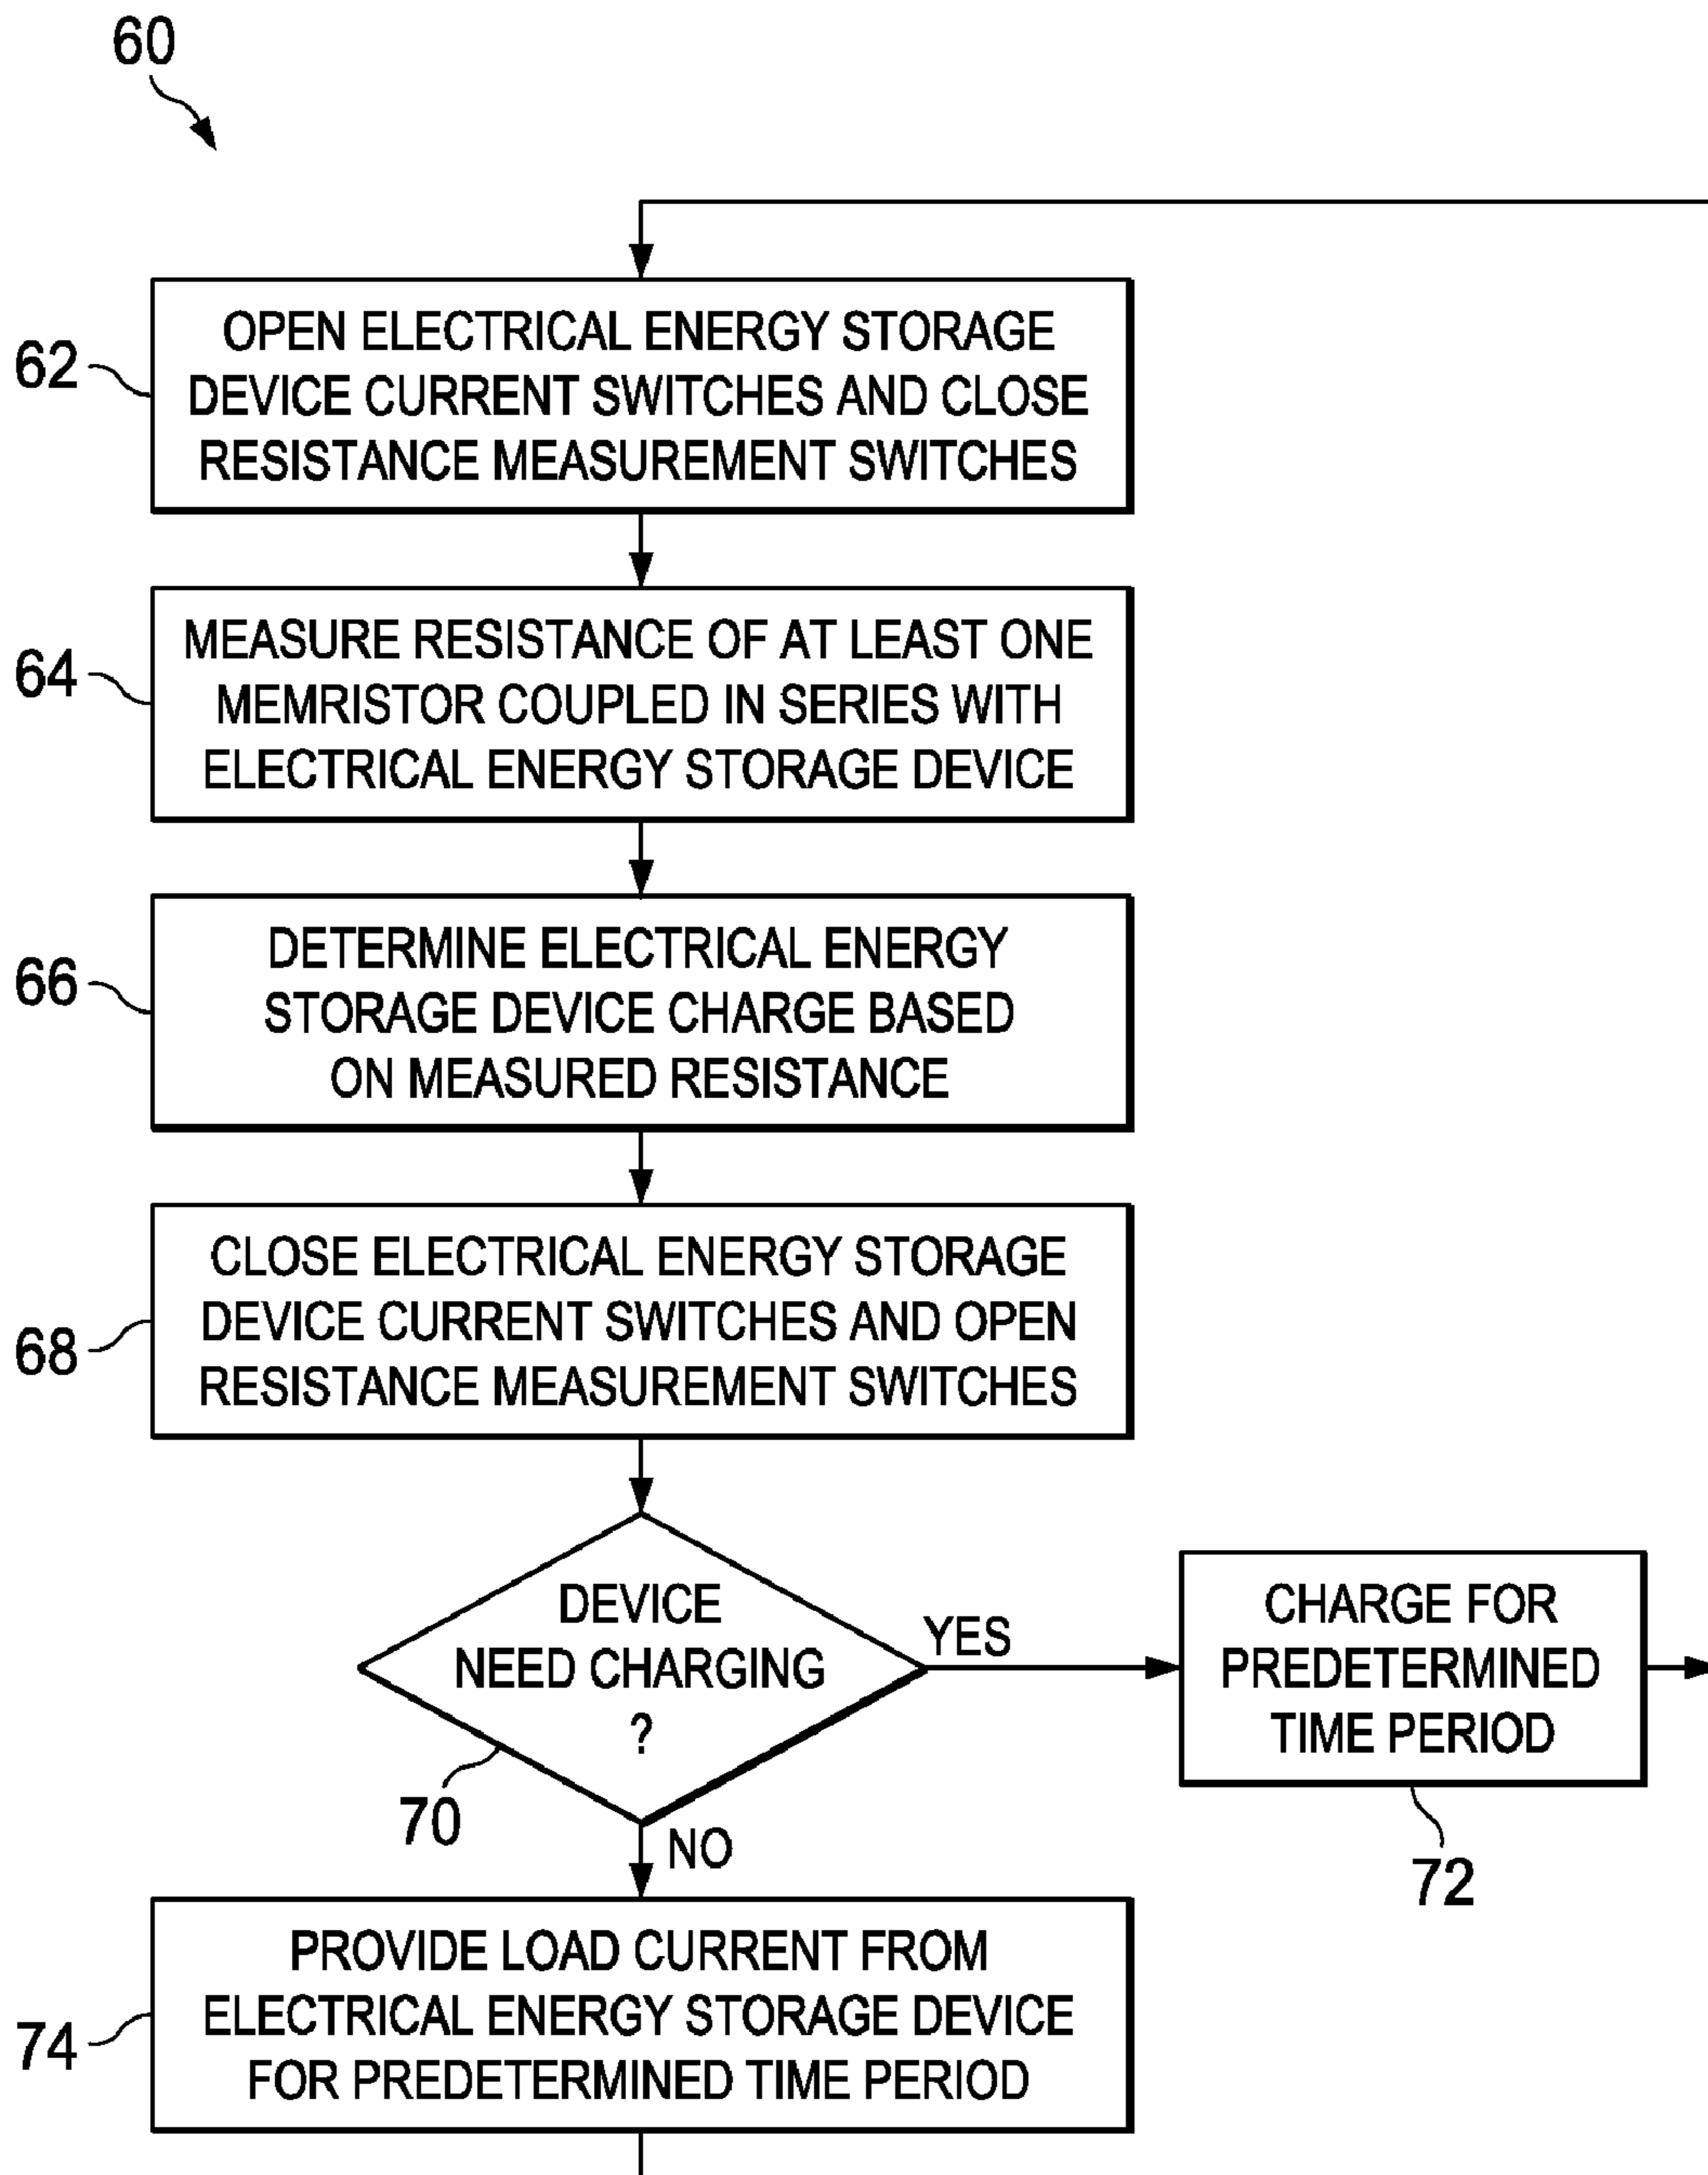 60
62
OPEN ELECTRICAL ENERGY STORAGE
DEVICE CURRENT SWITCHES AND CLOSE
RESISTANCE MEASUREMENT SWITCHES
64
MEASURE RESISTANCE OF AT LEAST ONE
MEMRISTOR COUPLED IN SERIES WITH
ELECTRICAL ENERGY STORAGE DEVICE
66
DETERMINE ELECTRICAL ENERGY
STORAGE DEVICE CHARGE BASED
ON MEASURED RESISTANCE
68
CLOSE ELECTRICAL ENERGY STORAGE
DEVICE CURRENT SWITCHES AND OPEN
RESISTANCE MEASUREMENT SWITCHES
DEVICE
NEED CHARGING
?
70
YES
CHARGE FOR
PREDETERMINED
TIME PERIOD
72
NO
74
PROVIDE LOAD CURRENT FROM
ELECTRICAL ENERGY STORAGE DEVICE
FOR PREDETERMINED TIME PERIOD